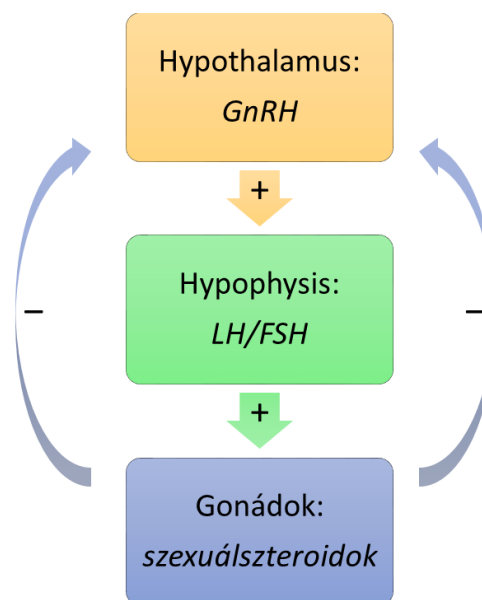 Hypothalamus:
GnRH
+
Hypophysis:
LH/FSH
– –
+
Gonádok:
szexuálszteroidok